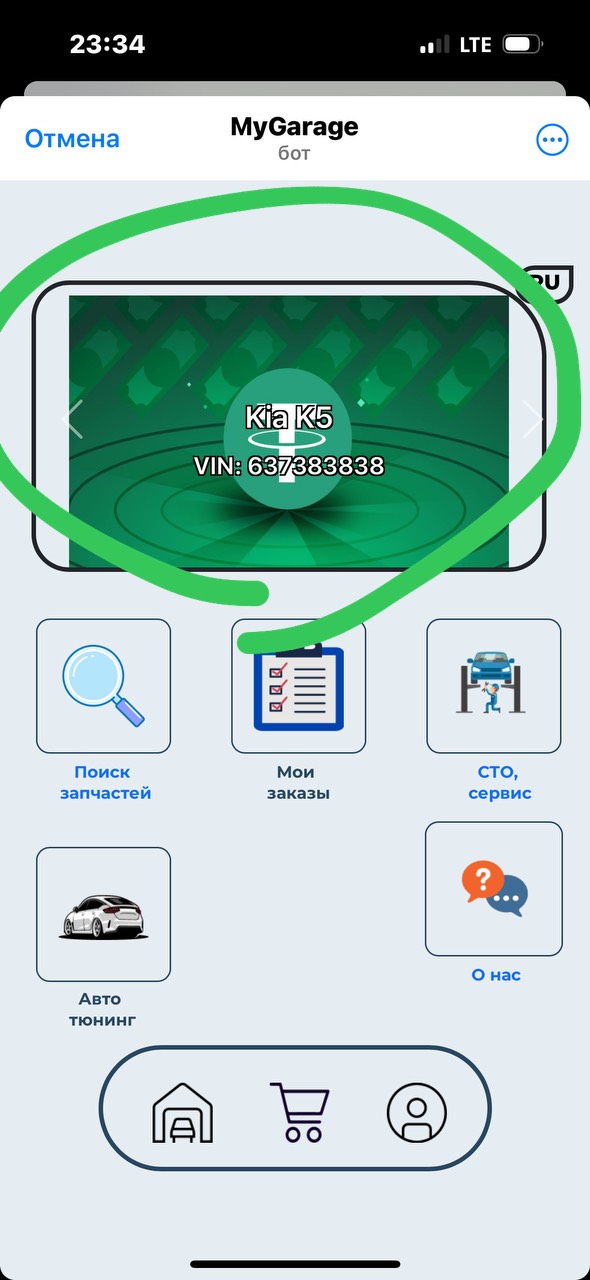 23:34
LTE
Отмена
MyGarage
бот
Kia K5
VIN: 637383838
Поиск
запчастей
Мои
заказы
СТО,
сервис
Авто
тюнинг
О нас